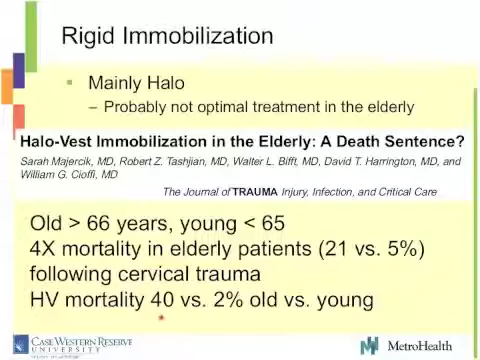 Rigid Immobilization
Mainly Halo
– Probably not optimal treatment in the elderly
Halo-Vest Immobilization in the Elderly: A Death Sentence?
Sarah Majercik, MD, Robert Z. Tashjian, MD, Walter L. Biffl, MD, David T. Harrington, MD, and
William G. Cioffi, MD
The Journal of TRAUMA Injury, Infection, and Critical Care
Old > 66 years, young < 65
4X mortality in elderly patients (21 vs. 5%)
following cervical trauma
HV mortality 40 vs. 2% old vs. young
CASE WESTERN RESERVE
UNIVERSITY
MetroHealth